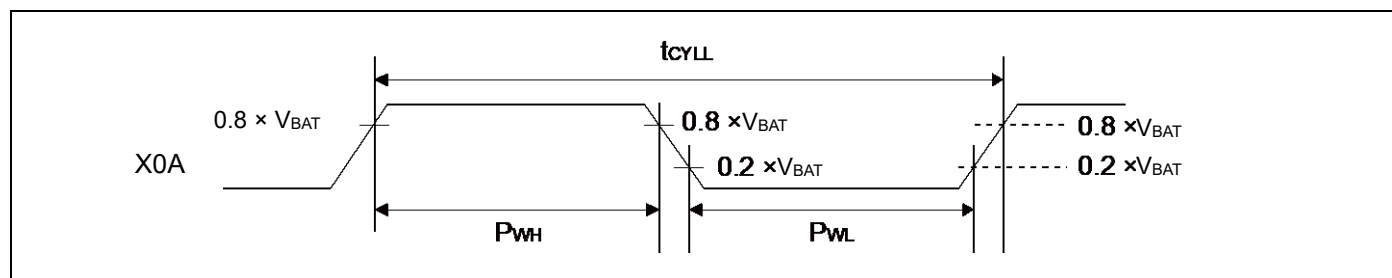 tCYLL
0.8 × VBAT
0.8 ×VBAT
0.8 ×VBAT
X0A
0.2 ×VBAT
0.2 ×VBAT
PWH
PWL